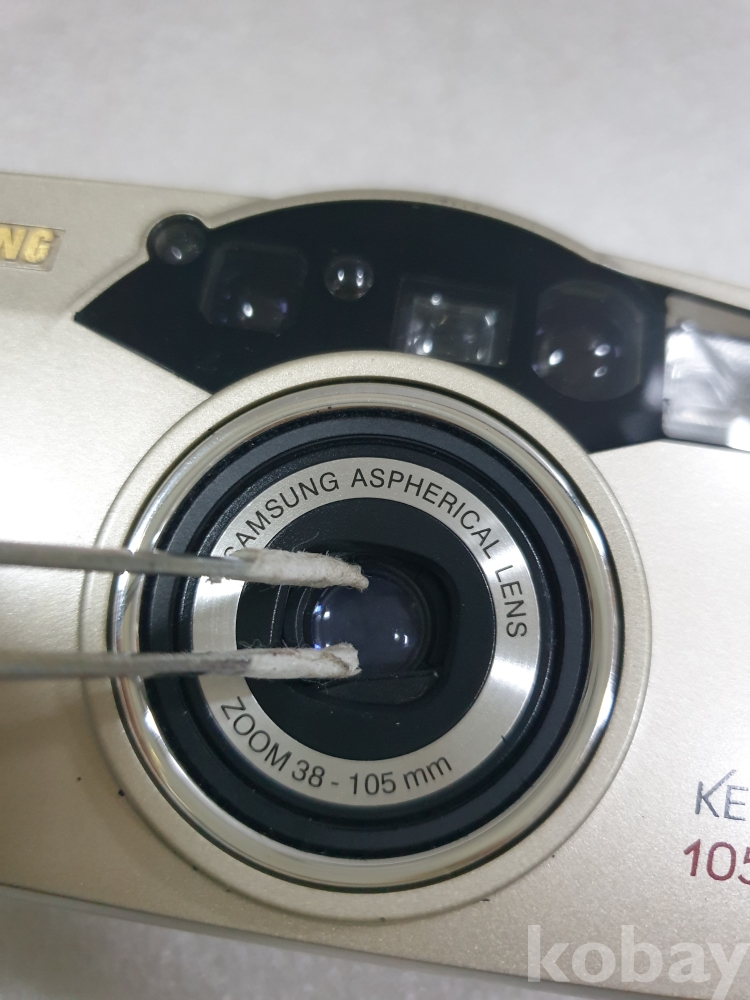 NG
SAMSUNG ASPHERICAL LENS
ZOOM 38 - 105 mm
KE
105
kobay